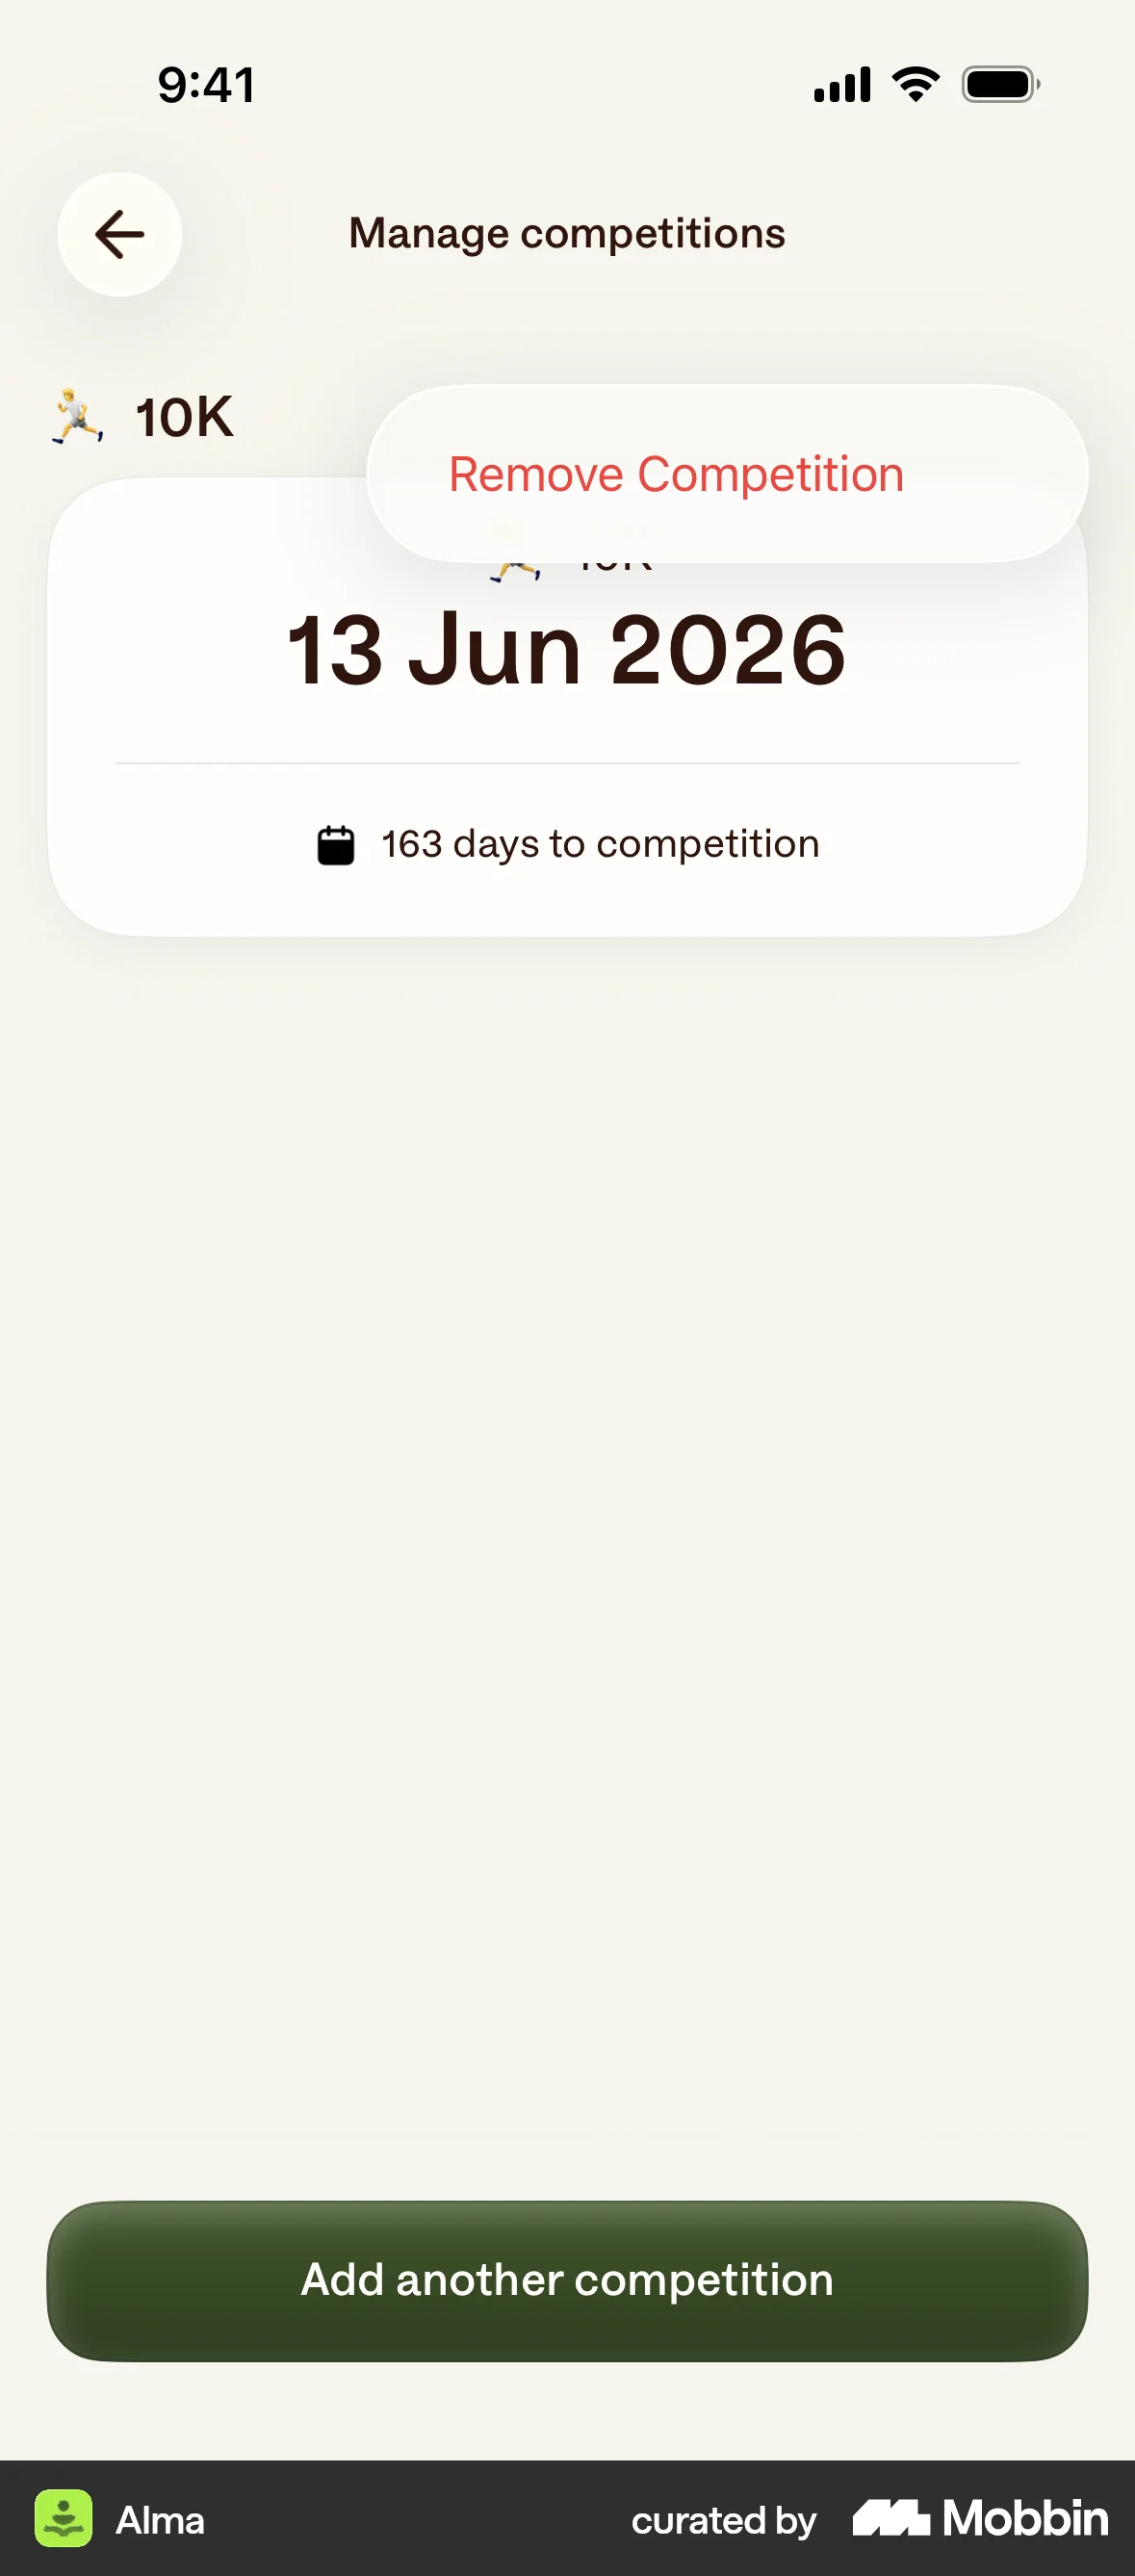 9:41
Manage competitions
10K
Remove Competition
13 Jun 2026
163 days to competition
Add another competition
Alma
curated by Mobbin